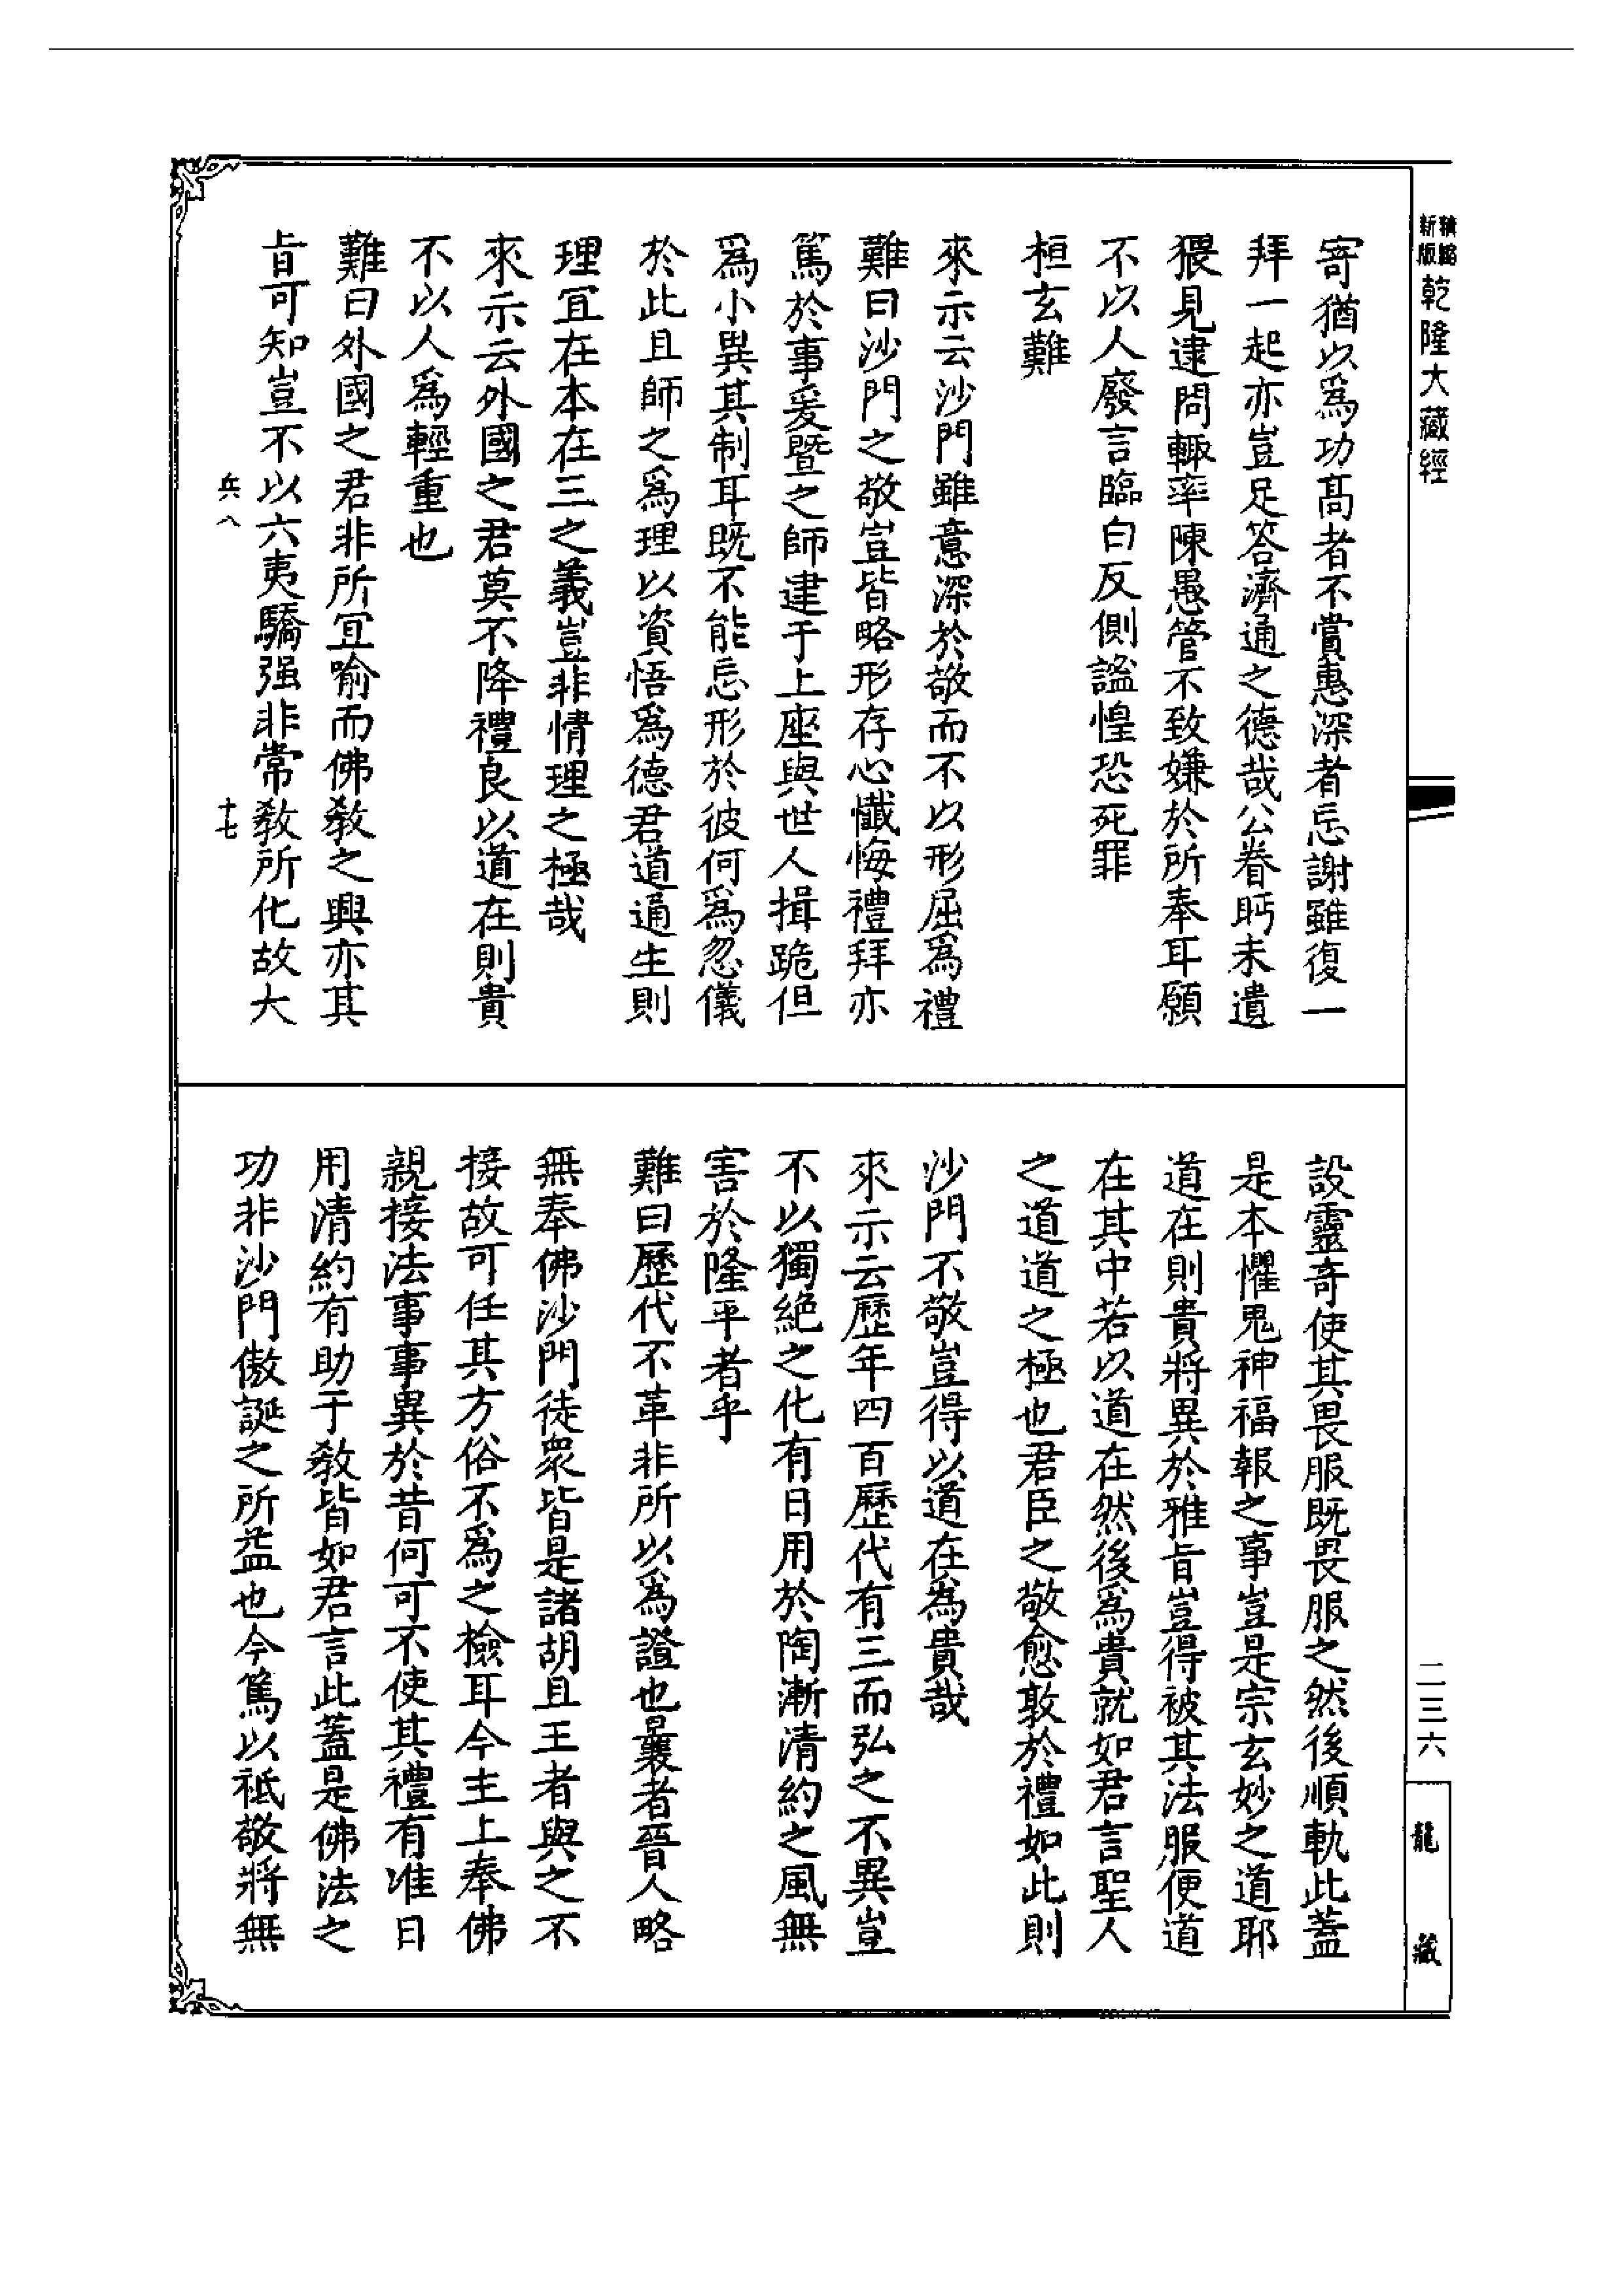 精縮
新版
乾隆大藏經
二三六
龍藏
寄猶以爲功高者不賞惠深者忘謝雖復一
拜一起亦豈足答濟通之德哉公眷眄未遺
猥見逮問輙率陳愚管不致嫌於所奉耳願
不以人廢言臨白反側謐惶恐死罪
桓玄難
來示云沙門雖意深於敬而不以形屈爲禮
難曰沙門之敬豈皆略形存心懺悔禮拜亦
篤於事爰暨之師逮于上座與世人揖跪但
爲小異其制耳既不能忘形於彼何爲忽儀
於此且師之爲理以資悟爲德君道通生則
理宜在本在三之義豈非情理之極哉
來示云外國之君莫不降禮良以道在則貴
不以人爲輕重也
難曰外國之君非所宜喻而佛教之興亦其
旨可知豈不以六夷驕强非常教所化故大
兵八
十七
設靈奇使其畏服既畏服之然後順軌此蓋
是本懼鬼神福報之事豈是宗玄妙之道耶
道在則貴將異於雅旨豈得被其法服便道
在其中若以道在然後爲貴就如君言聖人
之道道之極也君臣之敬愈敦於禮如此則
沙門不敬豈得以道在爲貴哉
來示云歷年四百歷代有三而弘之不異豈
不以獨絶之化有日用於陶漸清約之風無
害於隆平者乎
難曰歷代不革非所以爲證也曩者晉人略
無奉佛沙門徒衆皆是諸胡且王者與之不
接故可任其方俗不爲之檢耳今主上奉佛
親接法事事異於昔何可不使其禮有准日
用清約有助于教皆如君言此蓋是佛法之
功非沙門傲誕之所益也今篤以祗敬將無